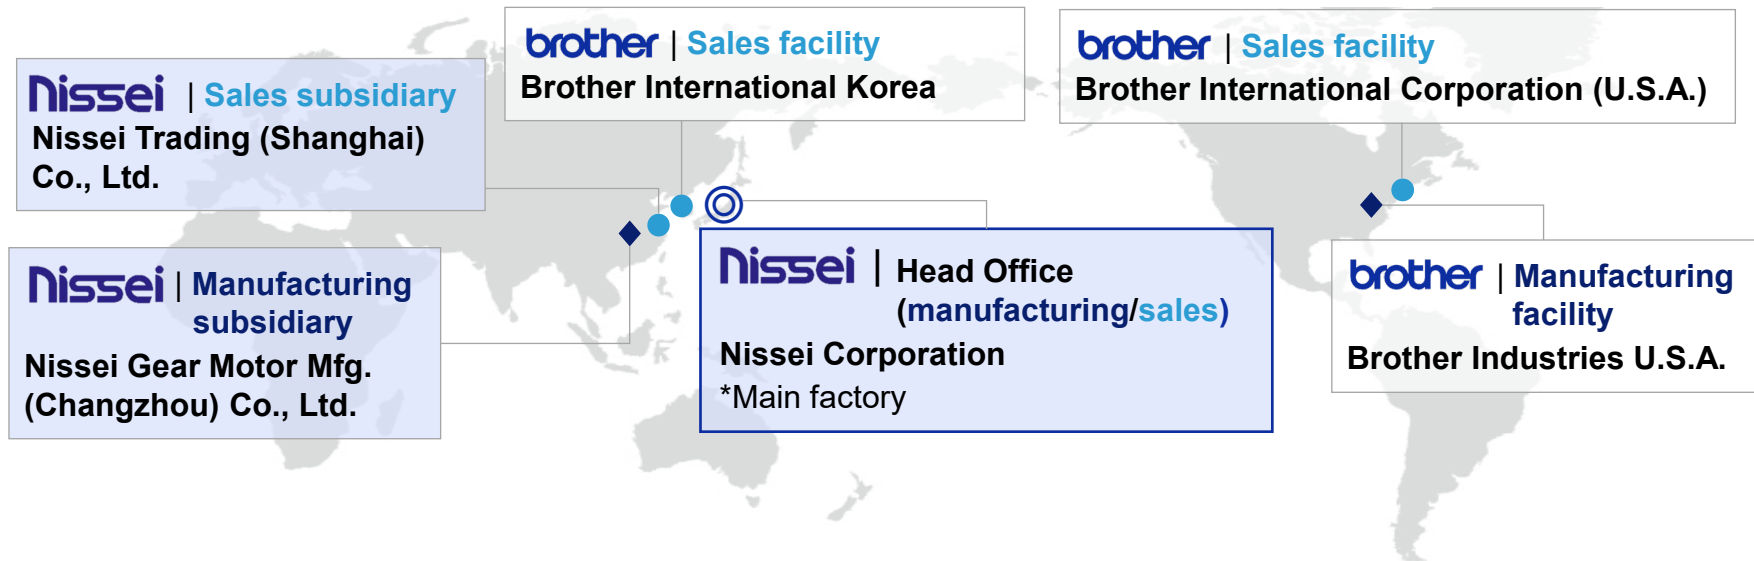 Nissei | Sales subsidiary
Nissei Trading (Shanghai)
Co., Ltd.
brother | Sales facility
Brother International Korea
brother | Sales facility
Brother International Corporation (U.S.A.)
Nissei | Manufacturing
subsidiary
Nissei Gear Motor Mfg.
(Changzhou) Co., Ltd.
Nissei | Head Office
(manufacturing/sales)
Nissei Corporation
*Main factory
brother | Manufacturing
facility
Brother Industries U.S.A.